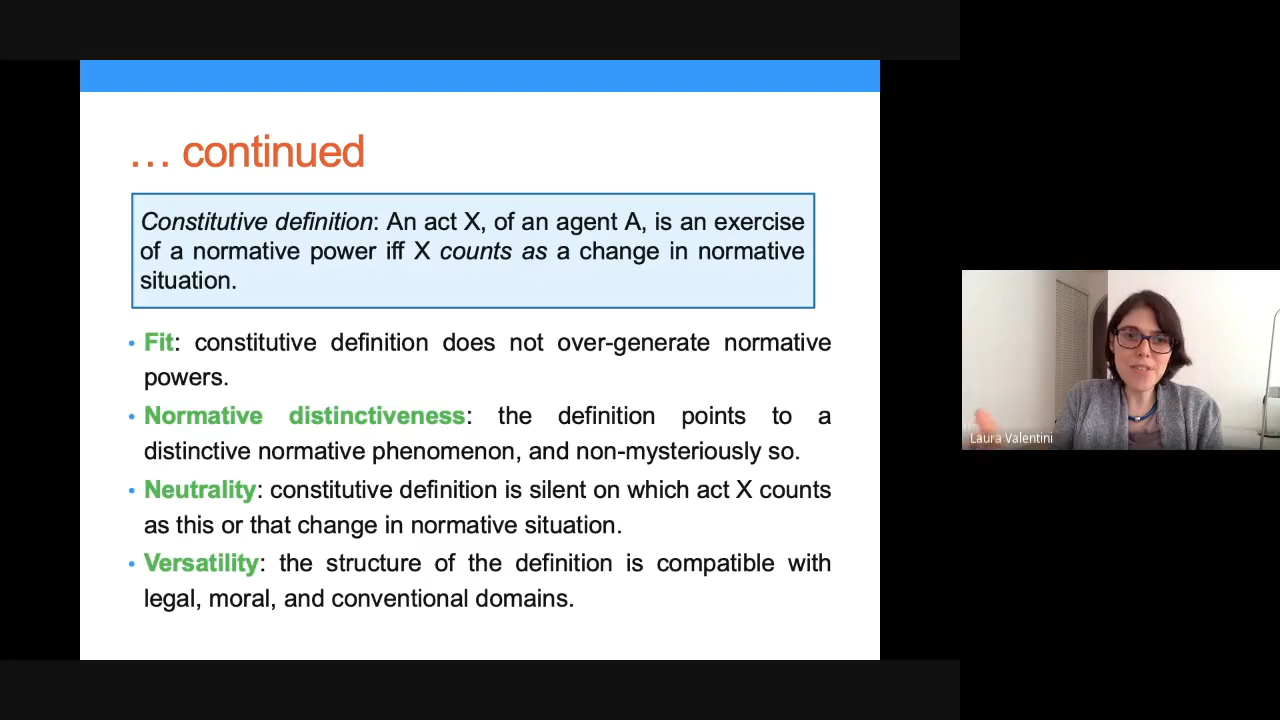 … continued
Constitutive definition: An act X, of an agent A, is an exercise
of a normative power iff X counts as a change in normative
situation.
• Fit: constitutive definition does not over-generate normative
powers.
• Normative distinctiveness: the definition points to a
distinctive normative phenomenon, and non-mysteriously so.
• Neutrality: constitutive definition is silent on which act X counts
as this or that change in normative situation.
• Versatility: the structure of the definition is compatible with
legal, moral, and conventional domains.
Laura Valentini